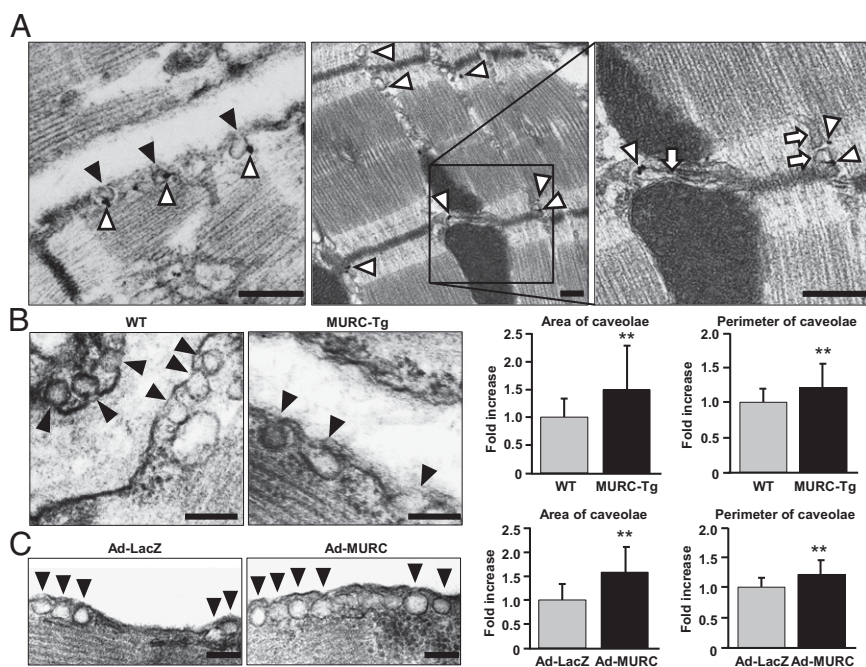 A
B
WT
MURC-Tg
Area of caveolae
Fold increase
2.5
2.0
1.5
1.0
0.5
0
**
WT MURC-Tg
Perimeter of caveolae
Fold increase
2.0
1.5
1.0
0.5
0
**
WT MURC-Tg
C
Ad-LacZ
Ad-MURC
Area of caveolae
Fold increase
2.5
2.0
1.5
1.0
0.5
0
**
Ad-LacZ Ad-MURC
Perimeter of caveolae
Fold increase
2.0
1.5
1.0
0.5
0
**
Ad-LacZ Ad-MURC